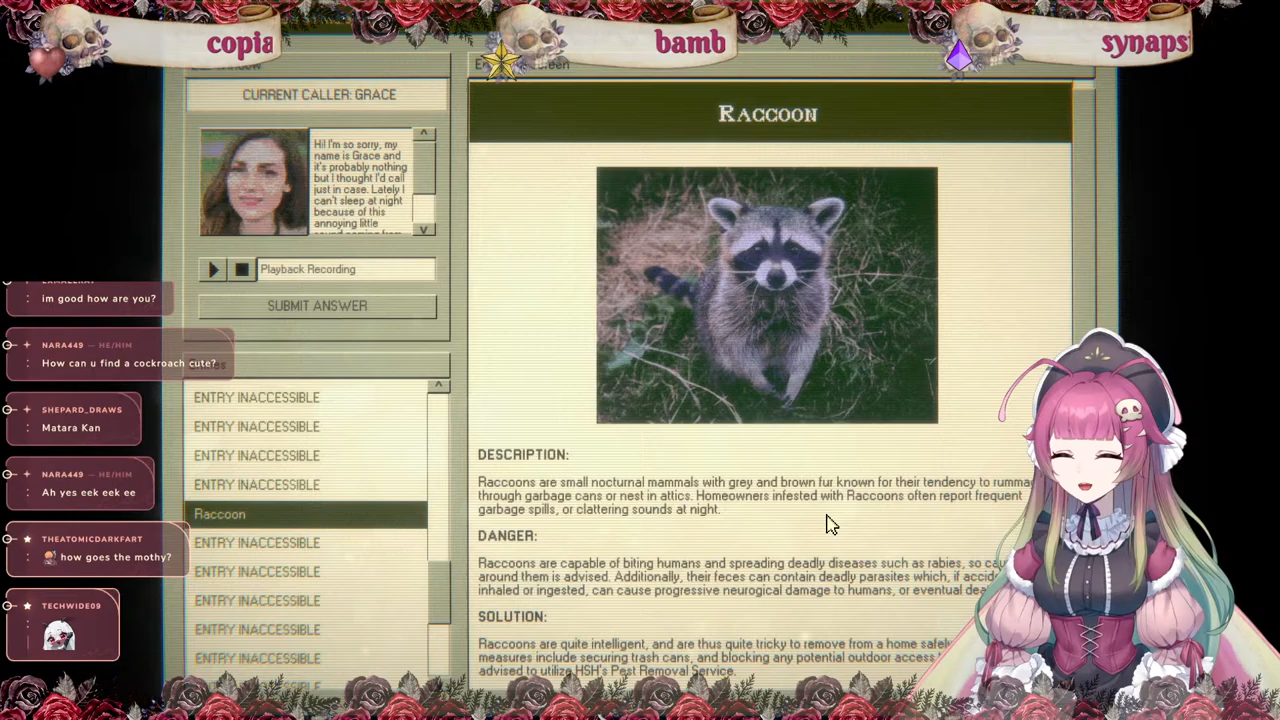 copia
bamb
synaps
CURRENT CALLER: GRACE
Hi! I'm so sorry, my
name is Grace and
it's probably nothing
but I thought I'd call
just in case. Lately I
can't sleep at night
because of this
annoying little
Playback Recording
SUBMIT ANSWER
ENTRY INACCESSIBLE
ENTRY INACCESSIBLE
ENTRY INACCESSIBLE
ENTRY INACCESSIBLE
Raccoon
ENTRY INACCESSIBLE
ENTRY INACCESSIBLE
ENTRY INACCESSIBLE
ENTRY INACCESSIBLE
ENTRY INACCESSIBLE
RACCOON
DESCRIPTION:
Raccoons are small nocturnal mammals with grey and brown fur known for their tendency to rumma
through garbage cans or nest in attics. Homeowners infested with Raccoons often report frequent
garbage spills, or clattering sounds at night.
DANGER:
Raccoons are capable of biting humans and spreading deadly diseases such as rabies, so cau
around them is advised. Additionally, their feces can contain deadly parasites which, if accid
inhaled or ingested, can cause progressive neurogical damage to humans, or eventual dea
SOLUTION:
Raccoons are quite intelligent, and are thus quite tricky to remove from a home safel
measures include securing trash cans, and blocking any potential outdoor access
advised to utilize HSH's Pest Removal Service.
im good how are you?
NARA449 — HE/HIM
How can u find a cockroach cute?
SHEPARD_DRAWS
Matara Kan
NARA449 — HE/HIM
Ah yes eek eek ee
THEATOMICDARKFART
how goes the mothy?
TECHWIDE09